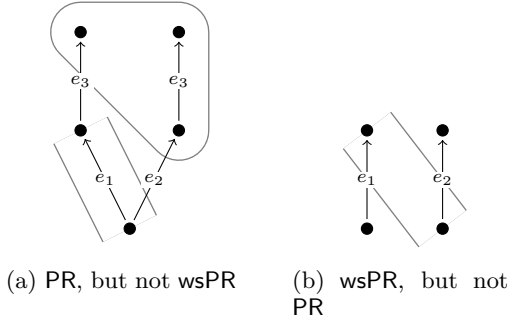 e3 e3
e1 e2
e1 e2
(a) PR, but not wsPR
(b) wsPR, but not
PR